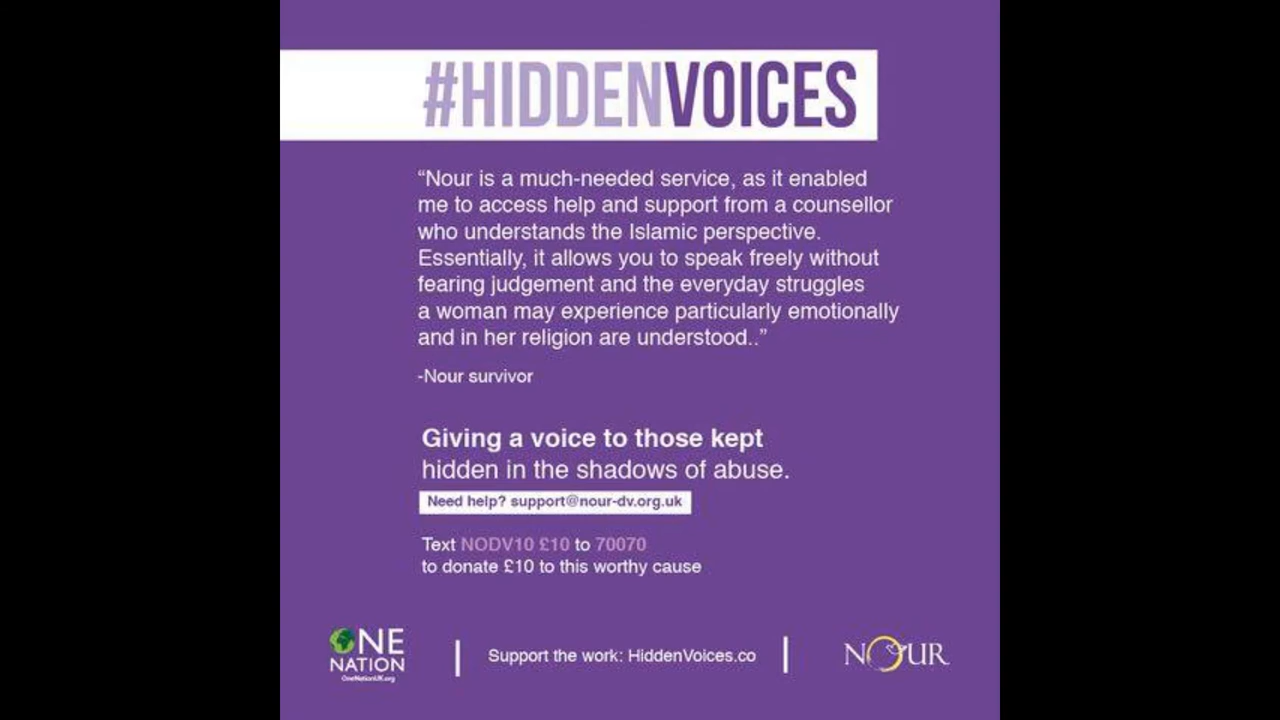 #HIDDENVOICES
“Nour is a much-needed service, as it enabled
me to access help and support from a counsellor
who understands the Islamic perspective.
Essentially, it allows you to speak freely without
fearing judgement and the everyday struggles
a woman may experience particularly emotionally
and in her religion are understood..”
-Nour survivor
Giving a voice to those kept
hidden in the shadows of abuse.
Need help? support@nour-dv.org.uk
Text NODV10 £10 to 70070
to donate £10 to this worthy cause
ONE
NATION
OneNationUK.org
Support the work: HiddenVoices.co
NOUR